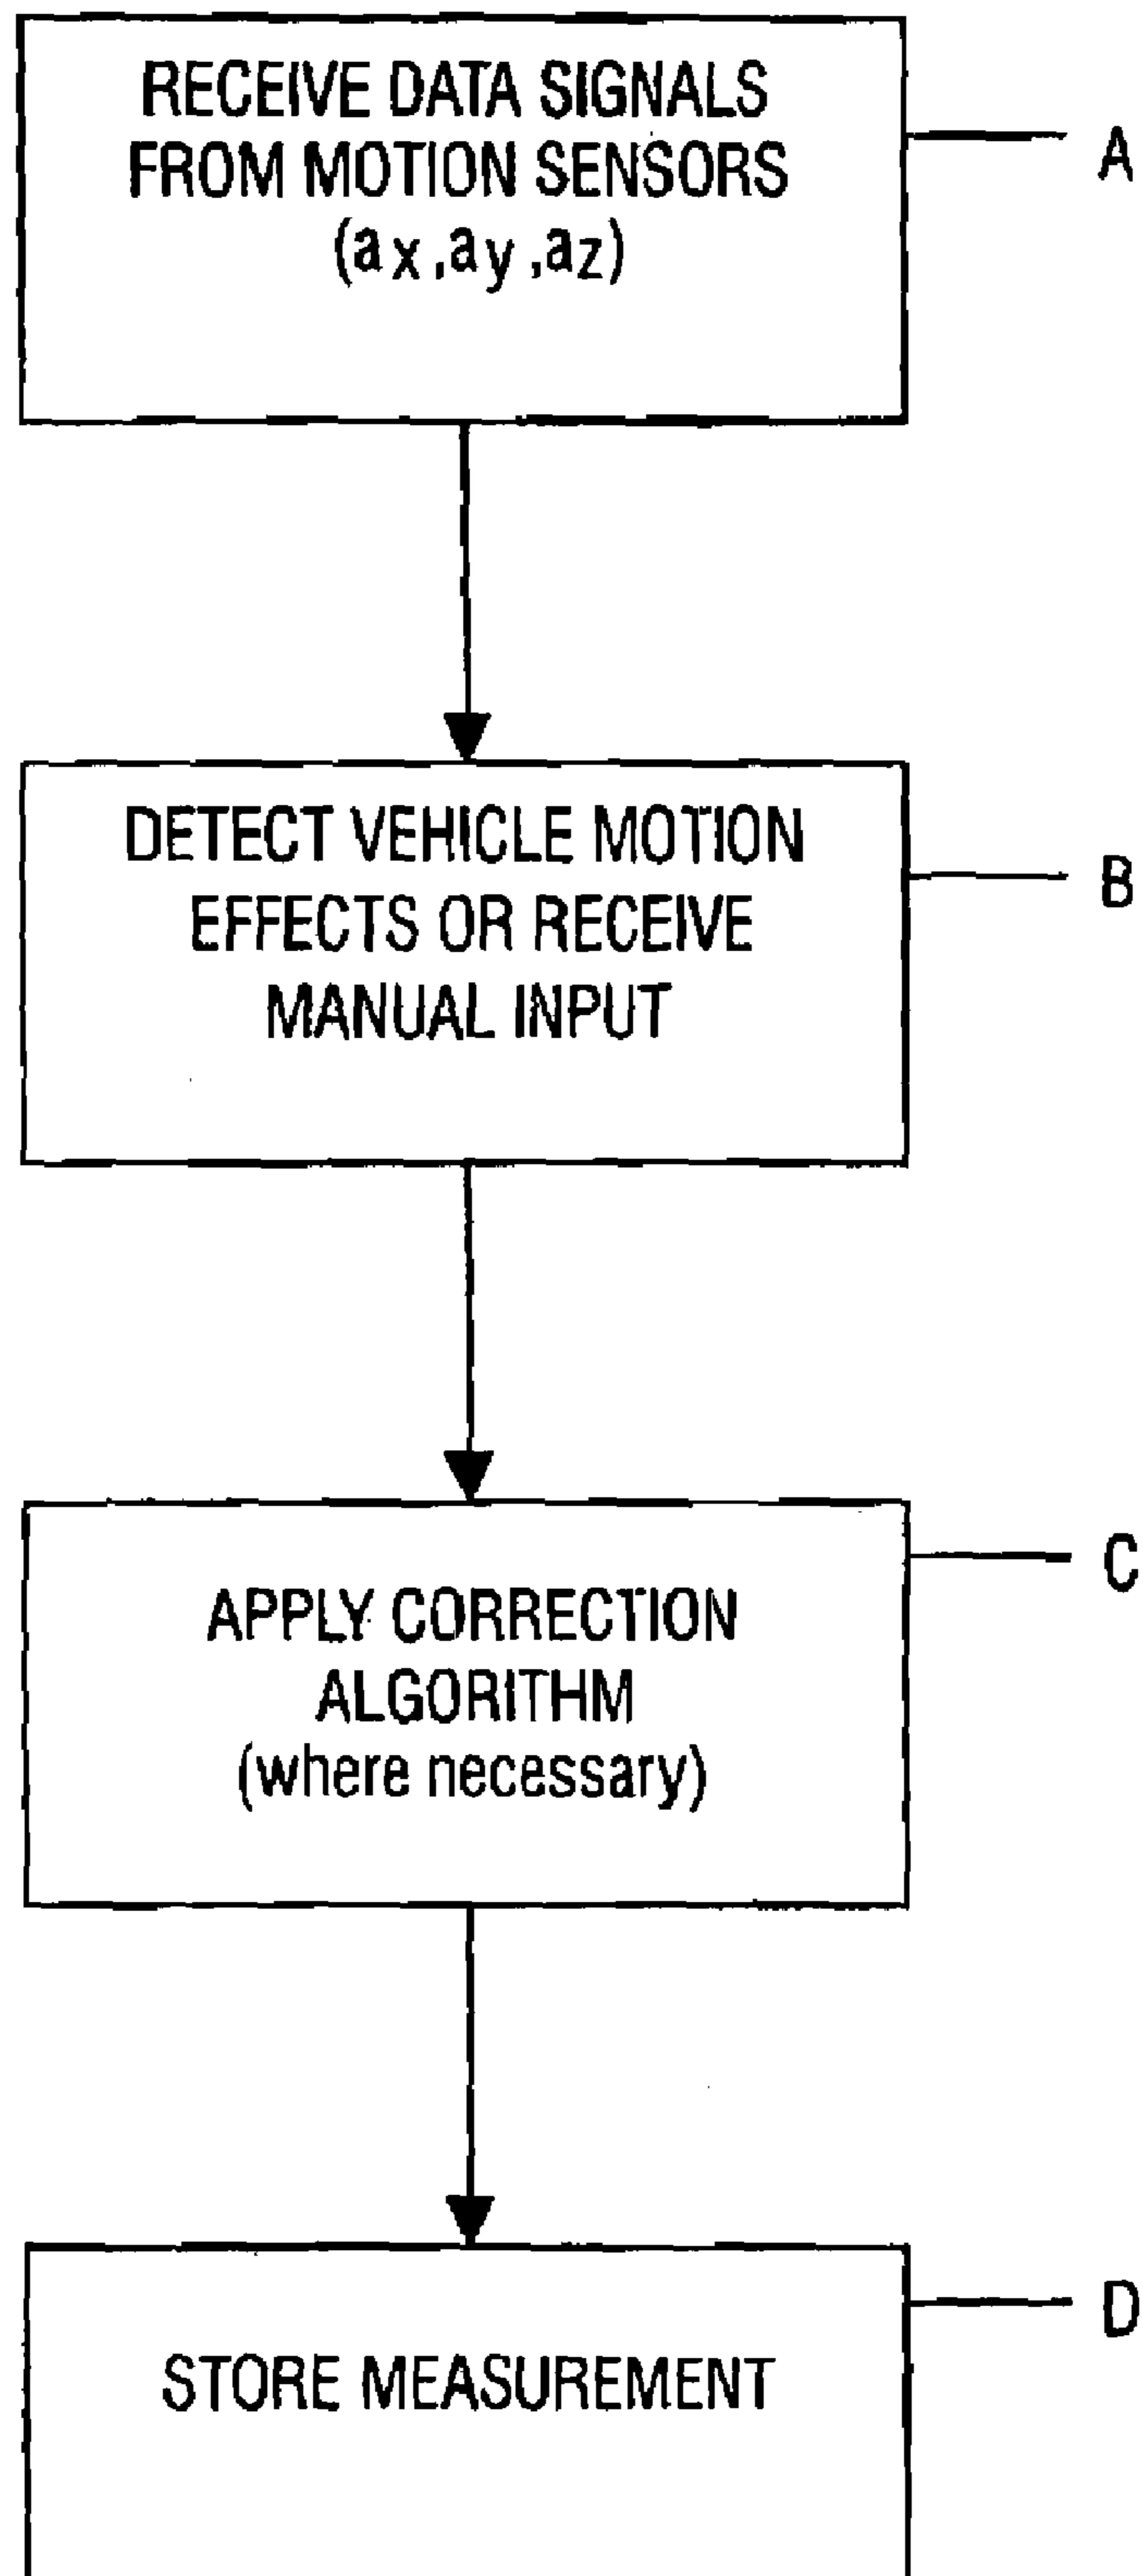 RECEIVE DATA SIGNALS
FROM MOTION SENSORS
(ax,ay,az)
A
DETECT VEHICLE MOTION
EFFECTS OR RECEIVE
MANUAL INPUT
B
APPLY CORRECTION
ALGORITHM
(where necessary)
C
STORE MEASUREMENT
D